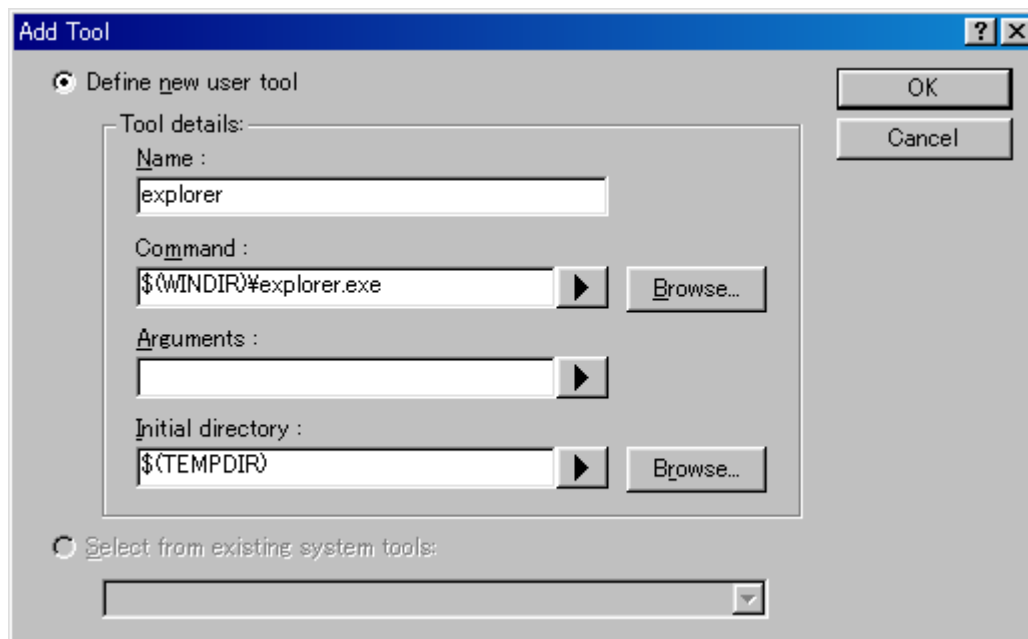 Add Tool
Define new user tool
OK
Tool details:
Cancel
Name :
explorer
Command :
$(WINDIR)¥explorer.exe
Browse...
Arguments :
Initial directory :
$(TEMPDIR)
Browse...
Select from existing system tools: